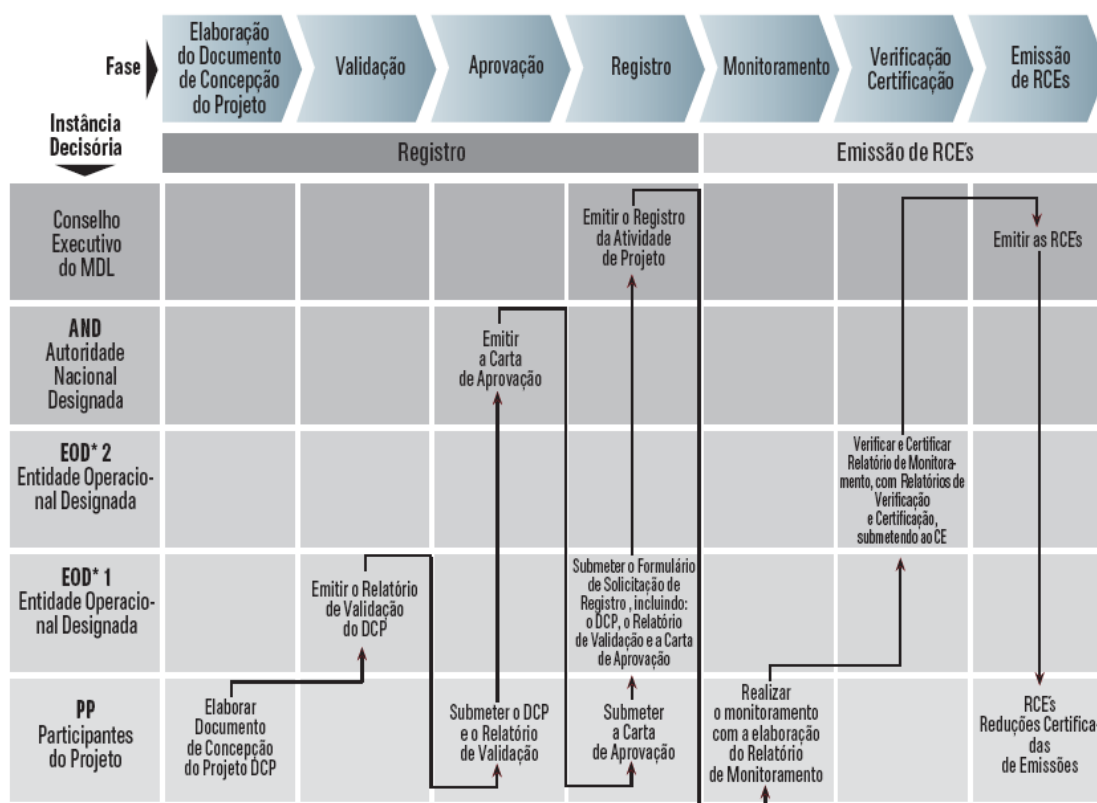 Fase
Elaboração
do Documento
de Concepção
do Projeto
Validação
Aprovação
Registro
Monitoramento
Verificação
Certificação
Emissão
de RCEs
Instância
Decisória
Registro
Emissão de RCE's
Conselho
Executivo
do MDL
Emitir o Registro
da Atividade
de Projeto
Emitir as RCEs
AND
Autoridade
Nacional
Designada
Emitir
a Carta
de Aprovação
EOD* 2
Entidade Operacio-
nal Designada
Verificar e Certificar
Relatório de Monitora-
mento, com Relatórios de
Verificação
e Certificação,
submetendo ao CE
EOD* 1
Entidade Operacio-
nal Designada
Emitir o Relatório
de Validação
do DCP
Submeter o Formulário
de Solicitação de
Registro , incluindo:
o DCP, o Relatório
de Validação e a Carta
de Aprovação
PP
Participantes
do Projeto
Elaborar
Documento
de Concepção
do Projeto DCP
Submeter o DCP
e o Relatório
de Validação
Submeter
a Carta
de Aprovação
Realizar
o monitoramento
com a elaboração
do Relatório
de Monitoramento
RCE's
Reduções Certifica-
das
de Emissões